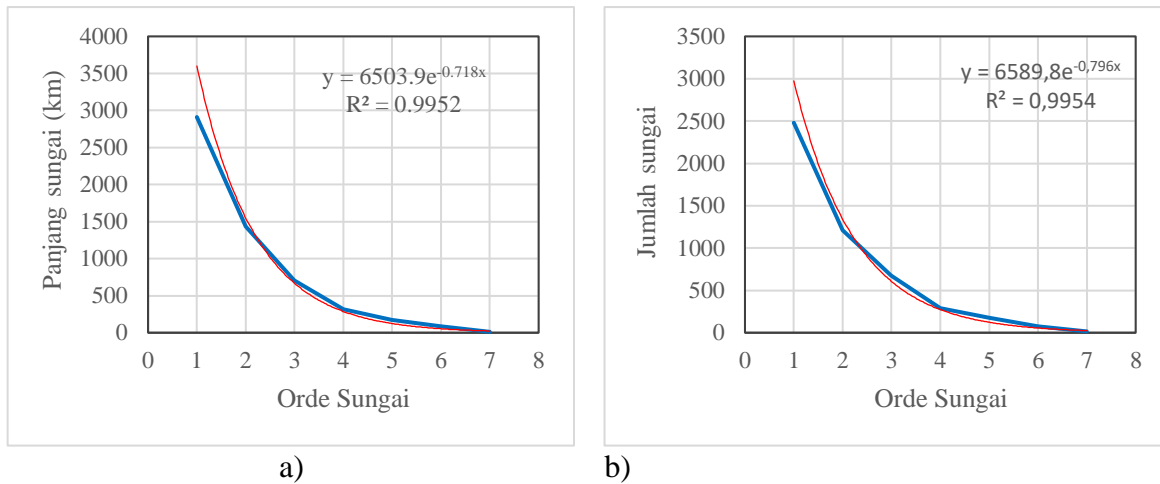 4000
3500
3000
2500
2000
1500
1000
500
0
Panjang sungai (km)
y = 6503.9e-0.718x
R² = 0.9952
0 1 2 3 4 5 6 7 8
Orde Sungai
a)
3500
3000
2500
2000
1500
1000
500
0
Jumlah sungai
y = 6589,8e-0,796x
R² = 0,9954
0 1 2 3 4 5 6 7 8
Orde Sungai
b)